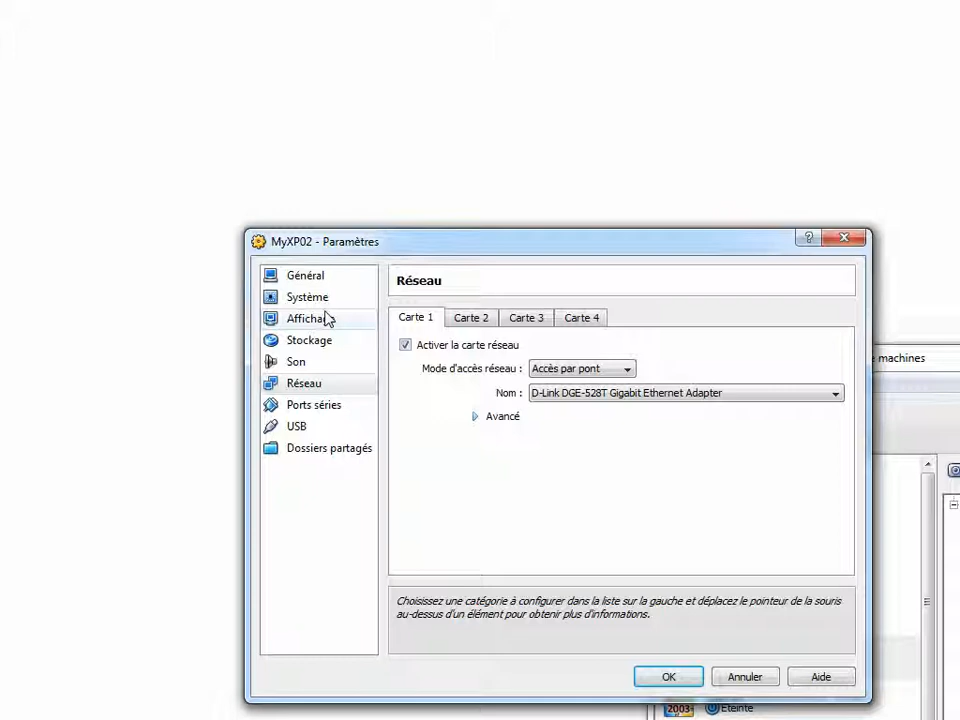 MyXP02 - Paramètres
Général
Système
Stockage
Son
Réseau
Ports séries
USB
Dossiers partagés
Réseau
Carte 1 Carte 2 Carte 3 Carte 4
Activer la carte réseau
Mode d'accès réseau : Accès par pont
Nom : D-Link DGE-528T Gigabit Ethernet Adapter
Avancé
Choisissez une catégorie à configurer dans la liste sur la gauche et déplacez le pointeur de la souris
au-dessus d'un élément pour obtenir plus d'informations.
OK Annuler Aide
machines
2003-
Éteinte